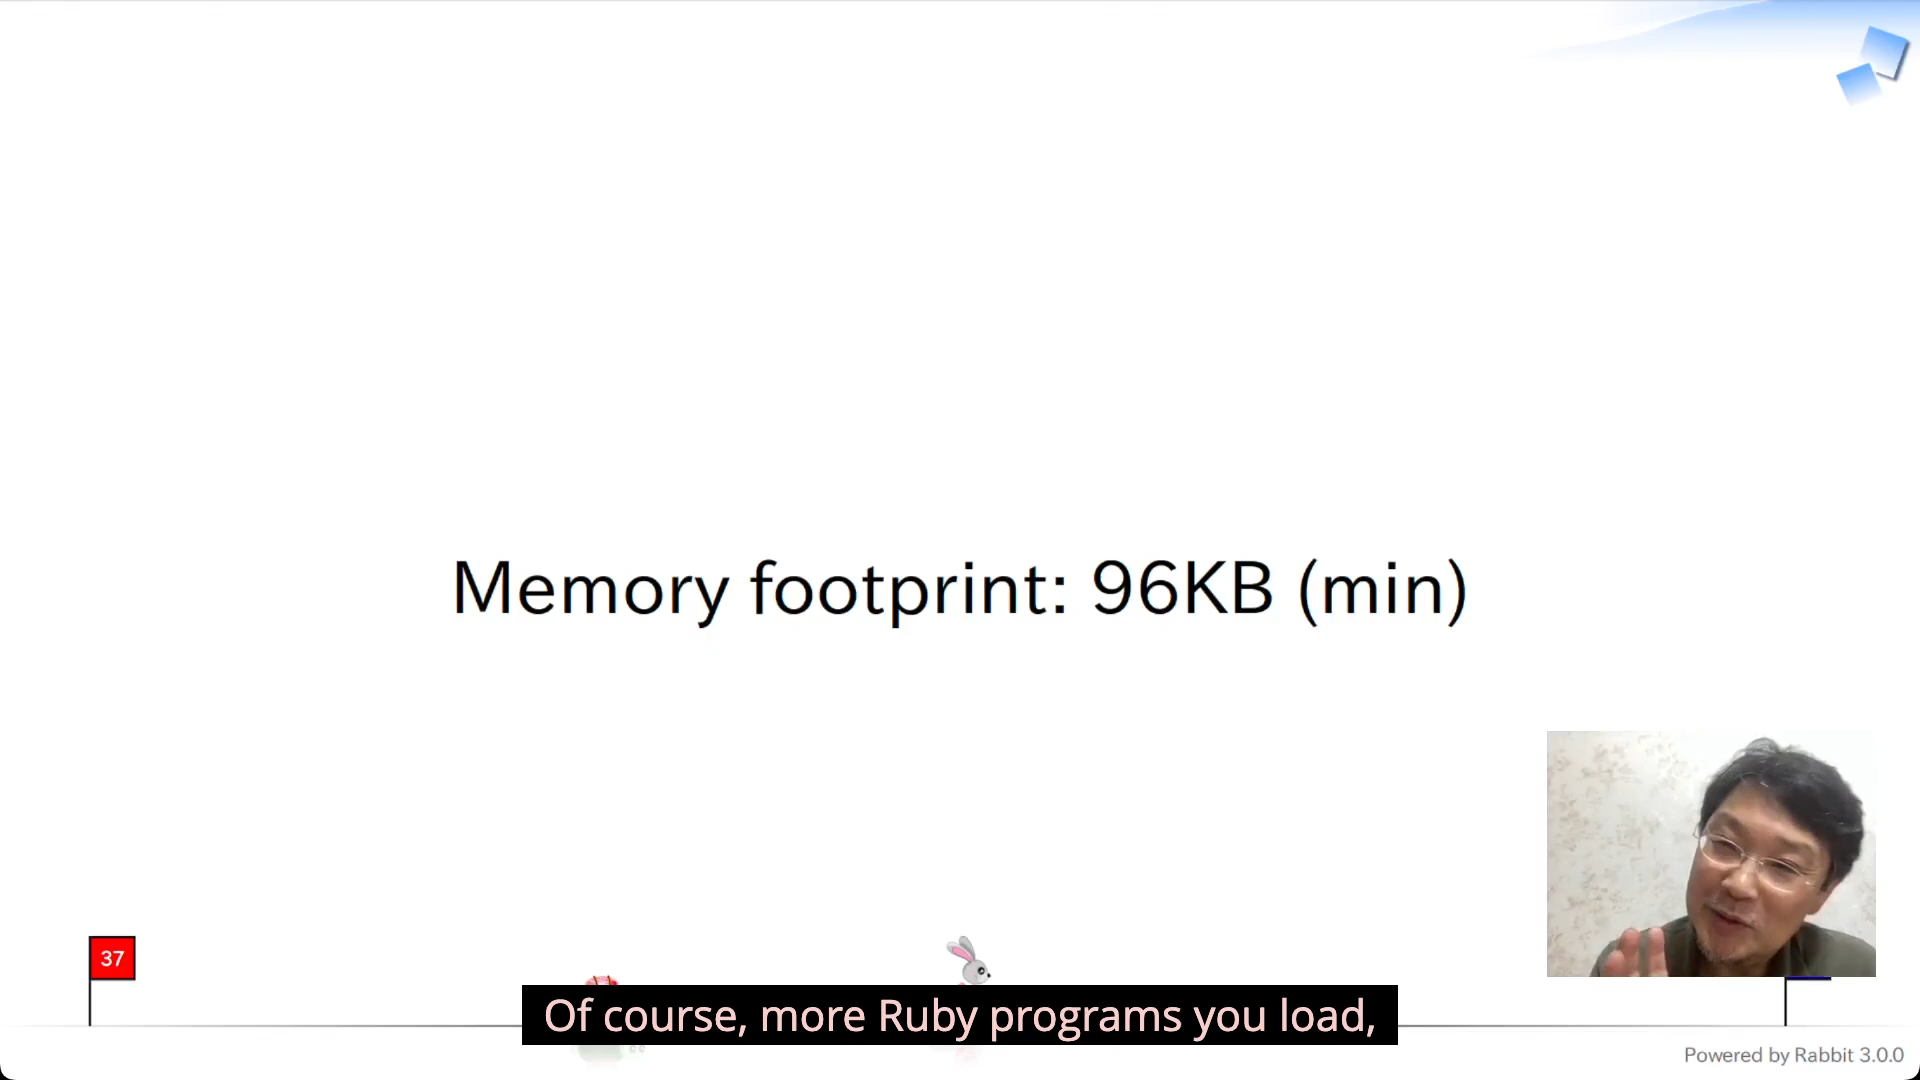 Memory footprint: 96KB (min)
37
Of course, more Ruby programs you load,
Powered by Rabbit 3.0.0